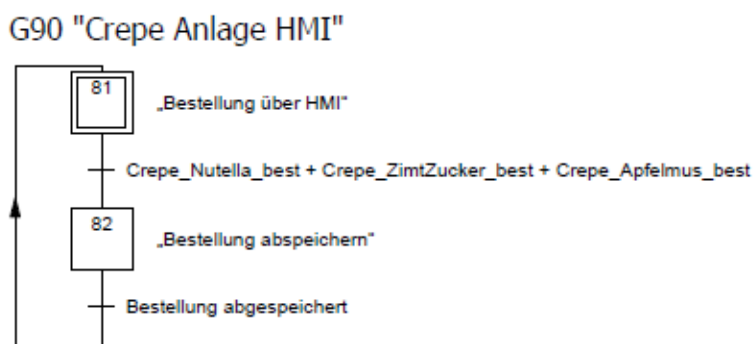 G90 "Crepe Anlage HMI"
81
„Bestellung über HMI"
Crepe_Nutella_best + Crepe_ZimtZucker_best + Crepe_Apfelmus_best
82
„Bestellung abspeichern"
Bestellung abgespeichert